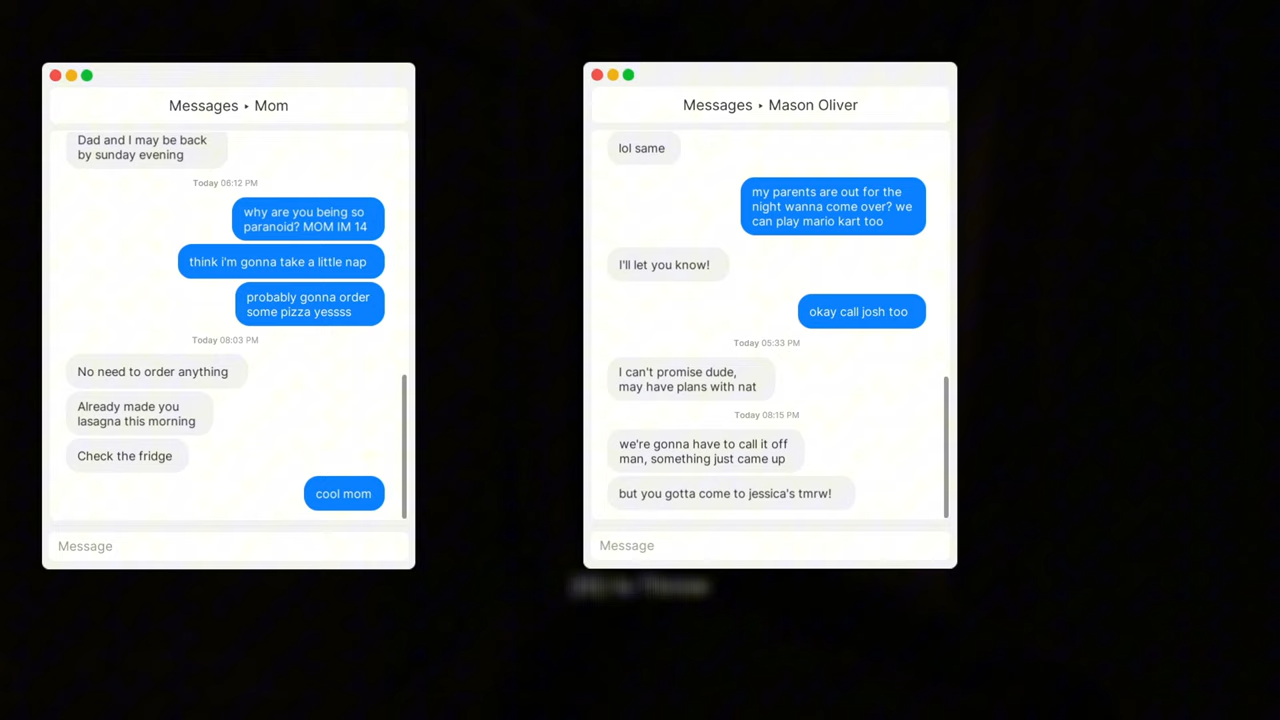 Messages ▸ Mom
Dad and I may be back
by sunday evening
Today 06:12 PM
why are you being so
paranoid? MOM IM 14
think i'm gonna take a little nap
probably gonna order
some pizza yessss
Today 08:03 PM
No need to order anything
Already made you
lasagna this morning
Check the fridge
cool mom
Message
Messages ▸ Mason Oliver
lol same
my parents are out for the
night wanna come over? we
can play mario kart too
I'll let you know!
okay call josh too
Today 05:33 PM
I can't promise dude,
may have plans with nat
Today 08:15 PM
we're gonna have to call it off
man, something just came up
but you gotta come to jessica's tmrw!
Message